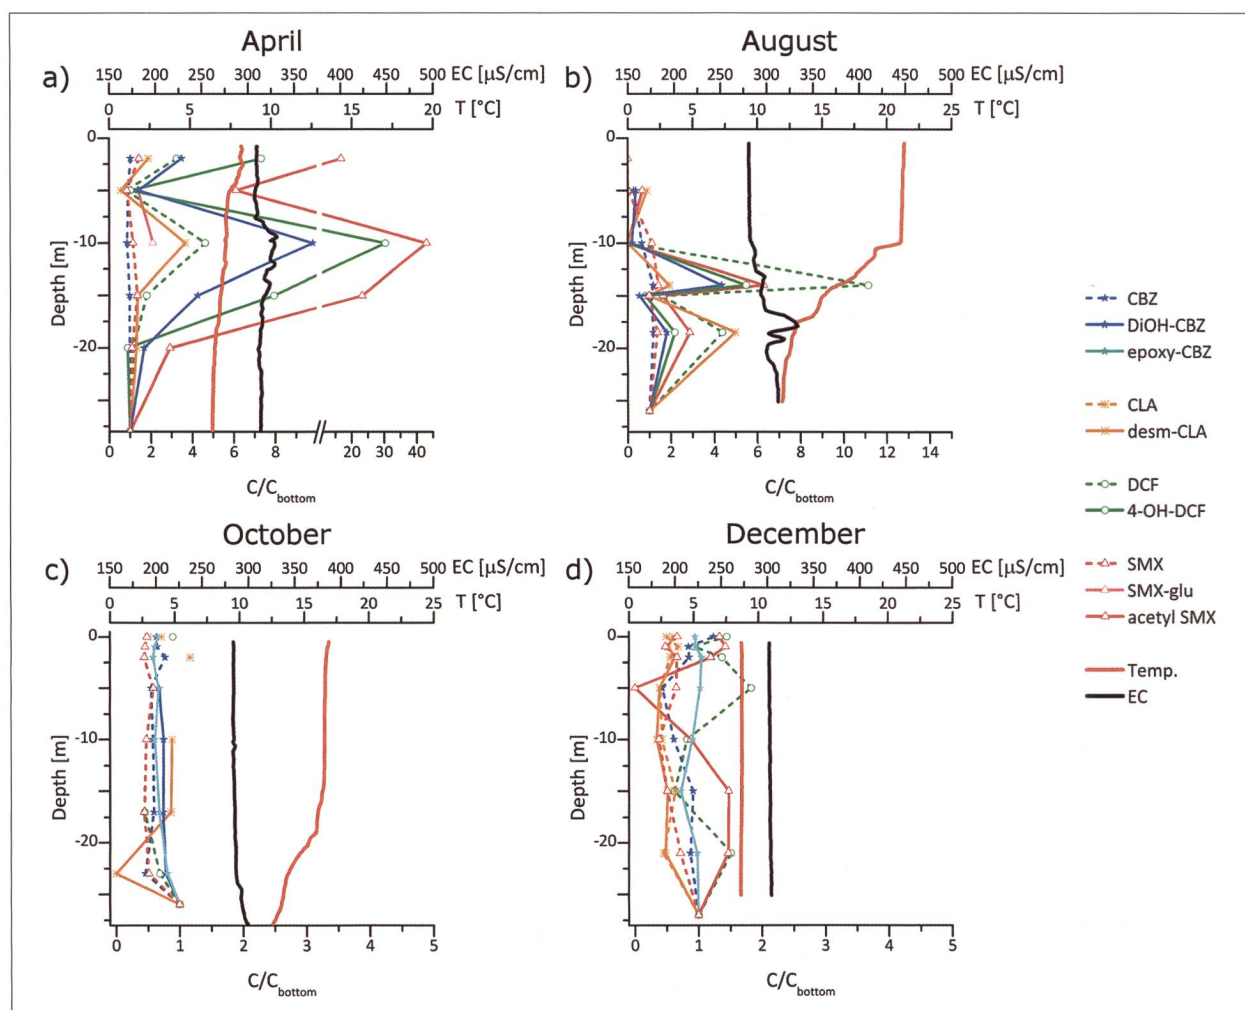 April
a)
150 200 250 300 350 400 450 500 EC [µS/cm]
0 5 10 15 20
T [°C]
0
-10
-20
Depth [m]
0 2 4 6 8 20 40
C/Cbottom
August
b)
150 200 250 300 350 400 450 500 EC [µS/cm]
0 5 10 15 20 25
T [°C]
0
-10
-20
Depth [m]
0 2 4 6 8 10 12 14
C/Cbottom
CBZ
DiOH-CBZ
epoxy-CBZ
CLA
desm-CLA
DCF
4-OH-DCF
SMX
SMX-glu
acetyl SMX
Temp.
EC
October
c)
150 200 250 300 350 400 450 500 EC [µS/cm]
T [°C]
0 5 10 15 20 25
0
-10
-20
Depth [m]
0 1 2 3 4 5
C/Cbottom
December
d)
150 200 250 300 350 400 450 500 EC [µS/cm]
T [°C]
0 5 10 15 20 25
0
-10
-20
Depth [m]
0 1 2 3 4 5
C/Cbottom